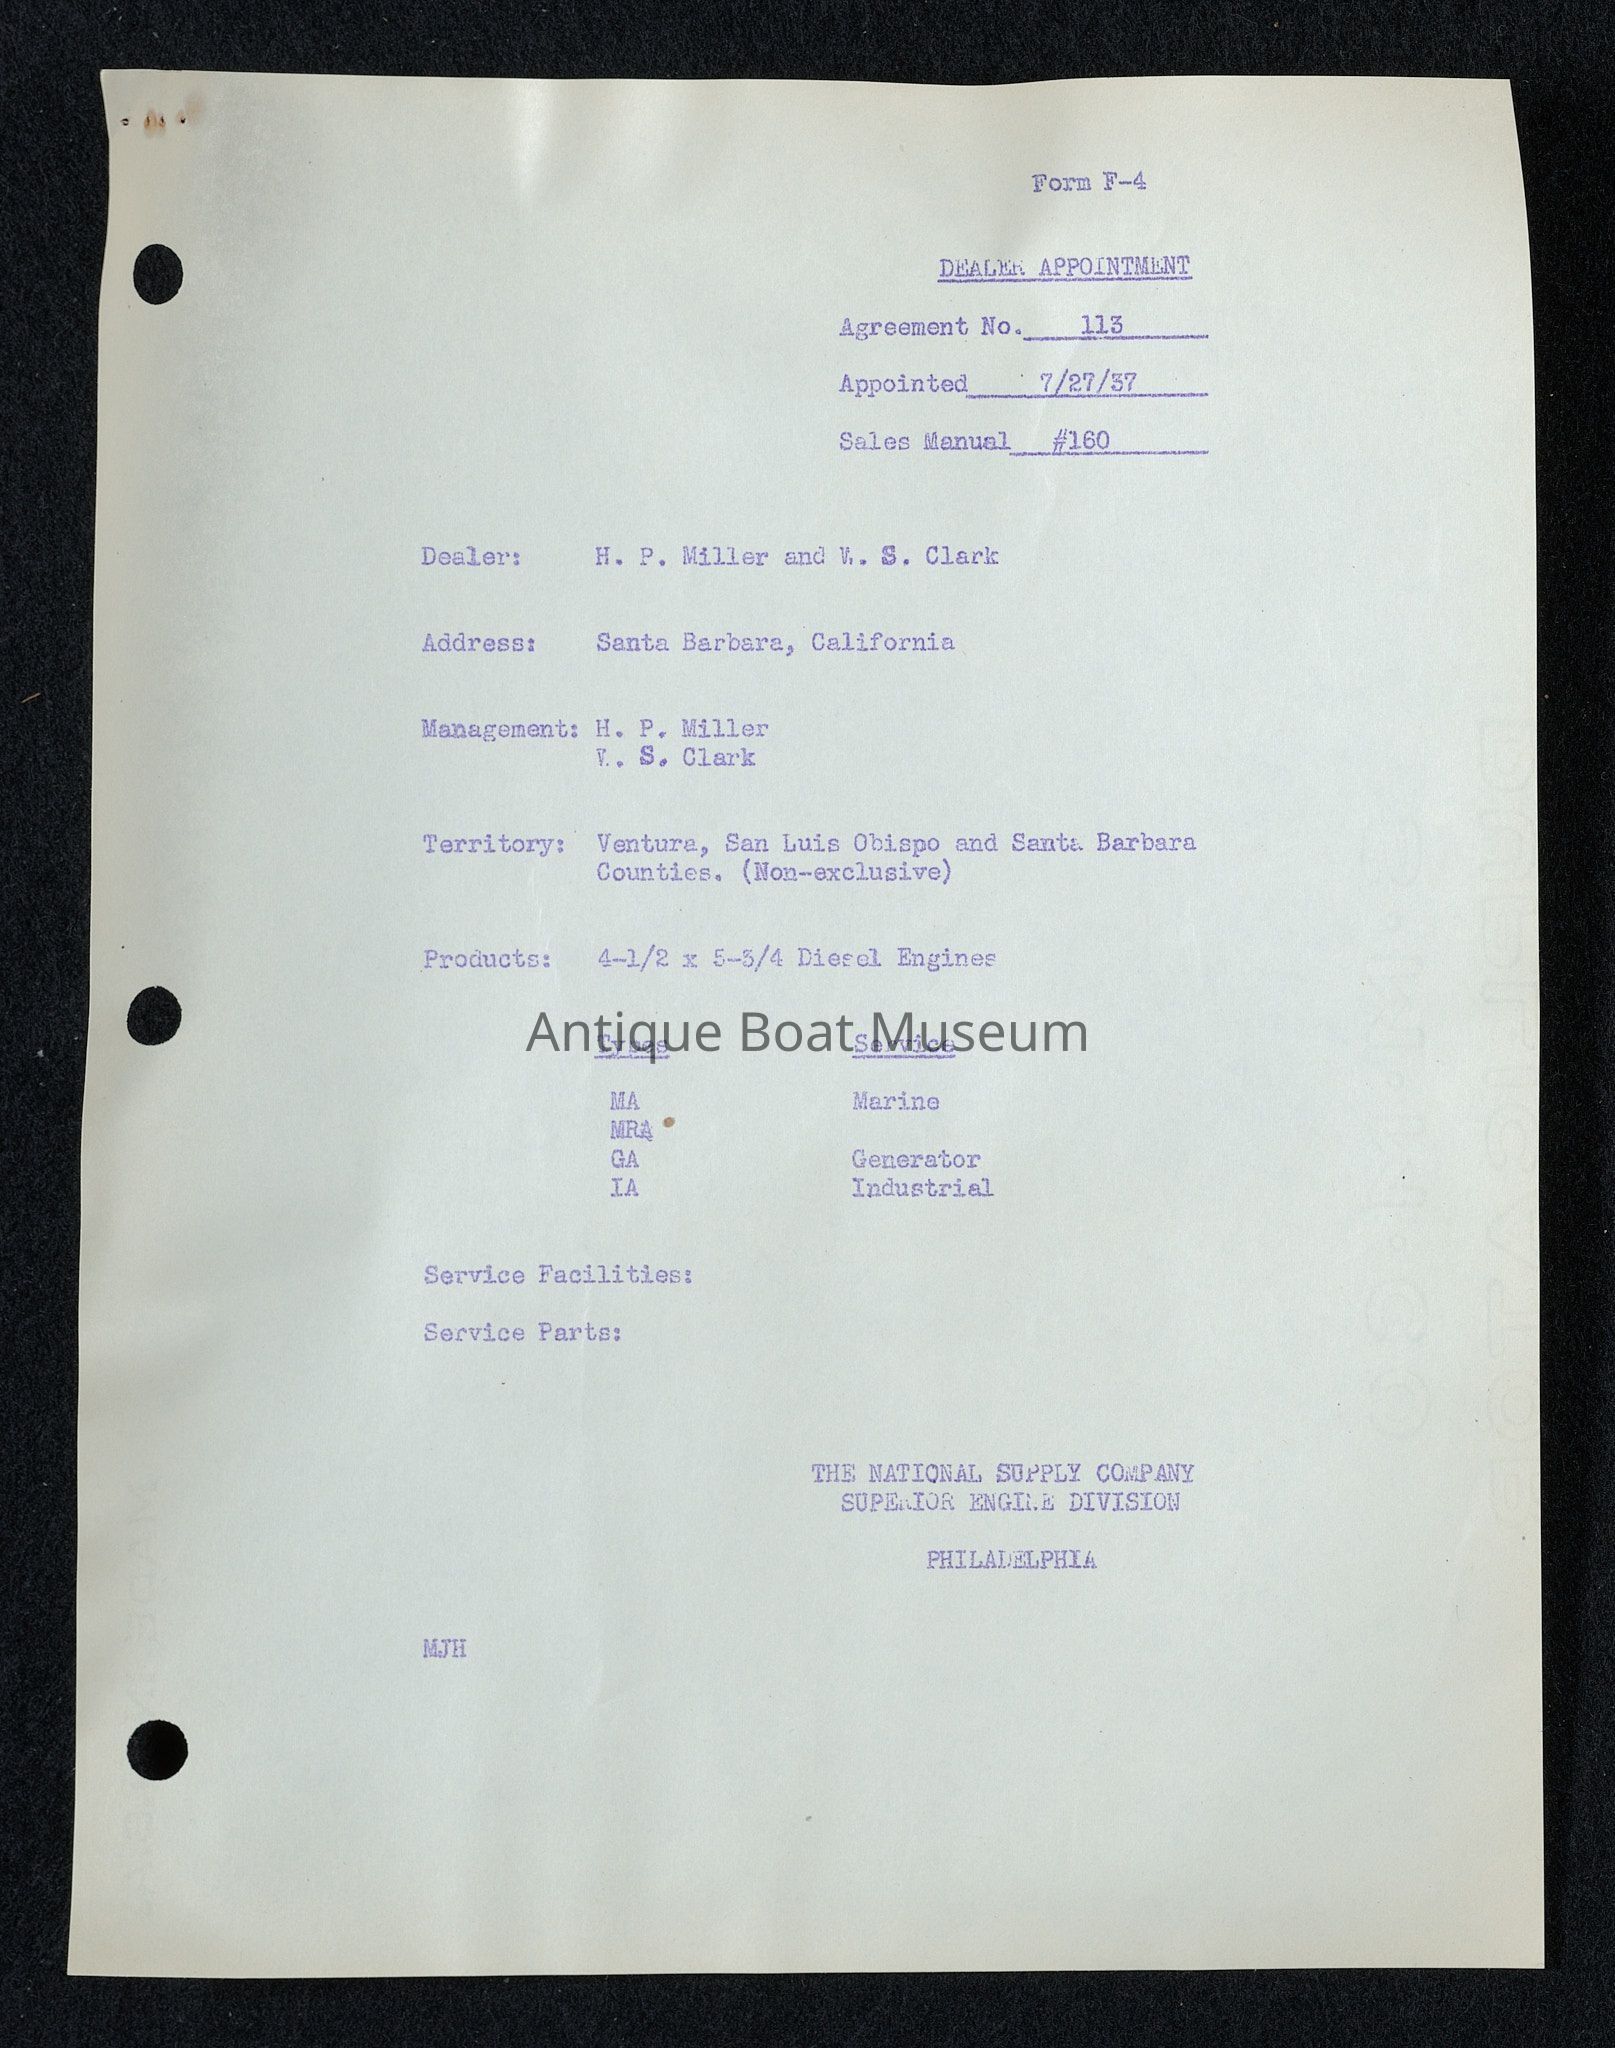 Form F-4
DEALER APPOINTMENT
Agreement No. 113
Appointed 7/27/37
Sales Manual #160
Dealer: H. P. Miller and W. S. Clark
Address: Santa Barbara, California
Management: H. P. Miller
W. S. Clark
Territory: Ventura, San Luis Obispo and Santa Barbara
Counties. (Non-exclusive)
Products: 4-1/2 x 5-3/4 Diesel Engines
Antique Boat Museum
Types Service
MA Marine
MRA
GA Generator
IA Industrial
Service Facilities:
Service Parts:
THE NATIONAL SUPPLY COMPANY
SUPERIOR ENGINE DIVISION
PHILADELPHIA
MJH